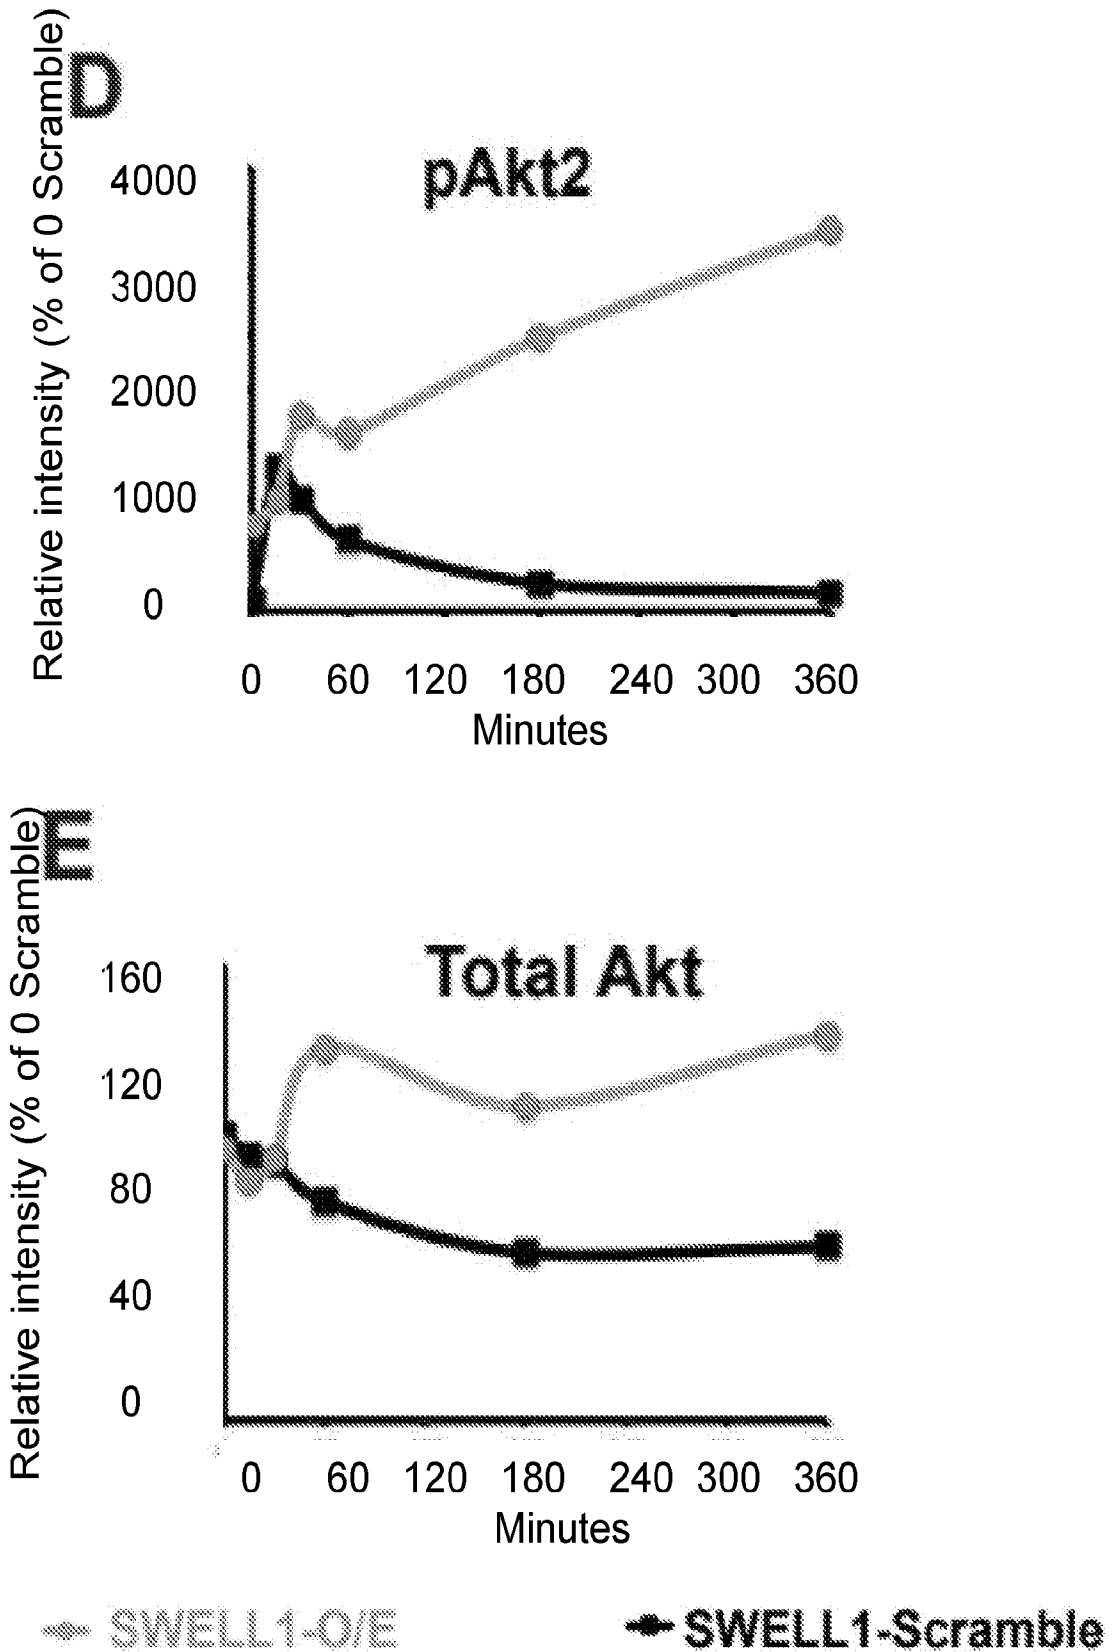 D
pAkt2
Relative intensity (% of 0 Scramble)
4000
3000
2000
1000
0
0 60 120 180 240 300 360
Minutes
E
Total Akt
Relative intensity (% of 0 Scramble)
160
120
80
40
0
0 60 120 180 240 300 360
Minutes
SWELL1-O/E SWELL1-Scramble